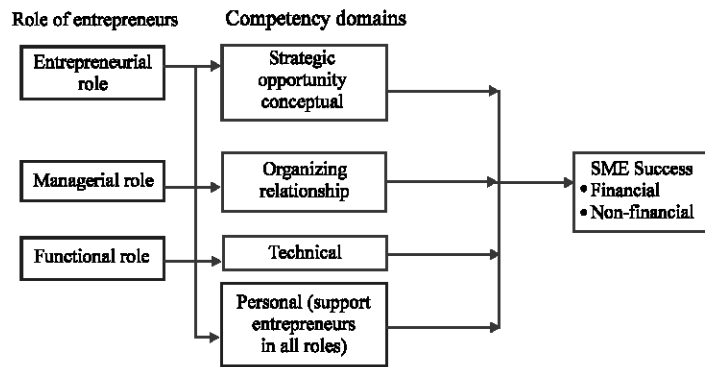 Role of entrepreneurs
Competency domains
Entrepreneurial
role
Strategic
opportunity
conceptual
Managerial role
Organizing
relationship
Functional role
Technical
Personal (support
entrepreneurs
in all roles)
SME Success
• Financial
• Non-financial